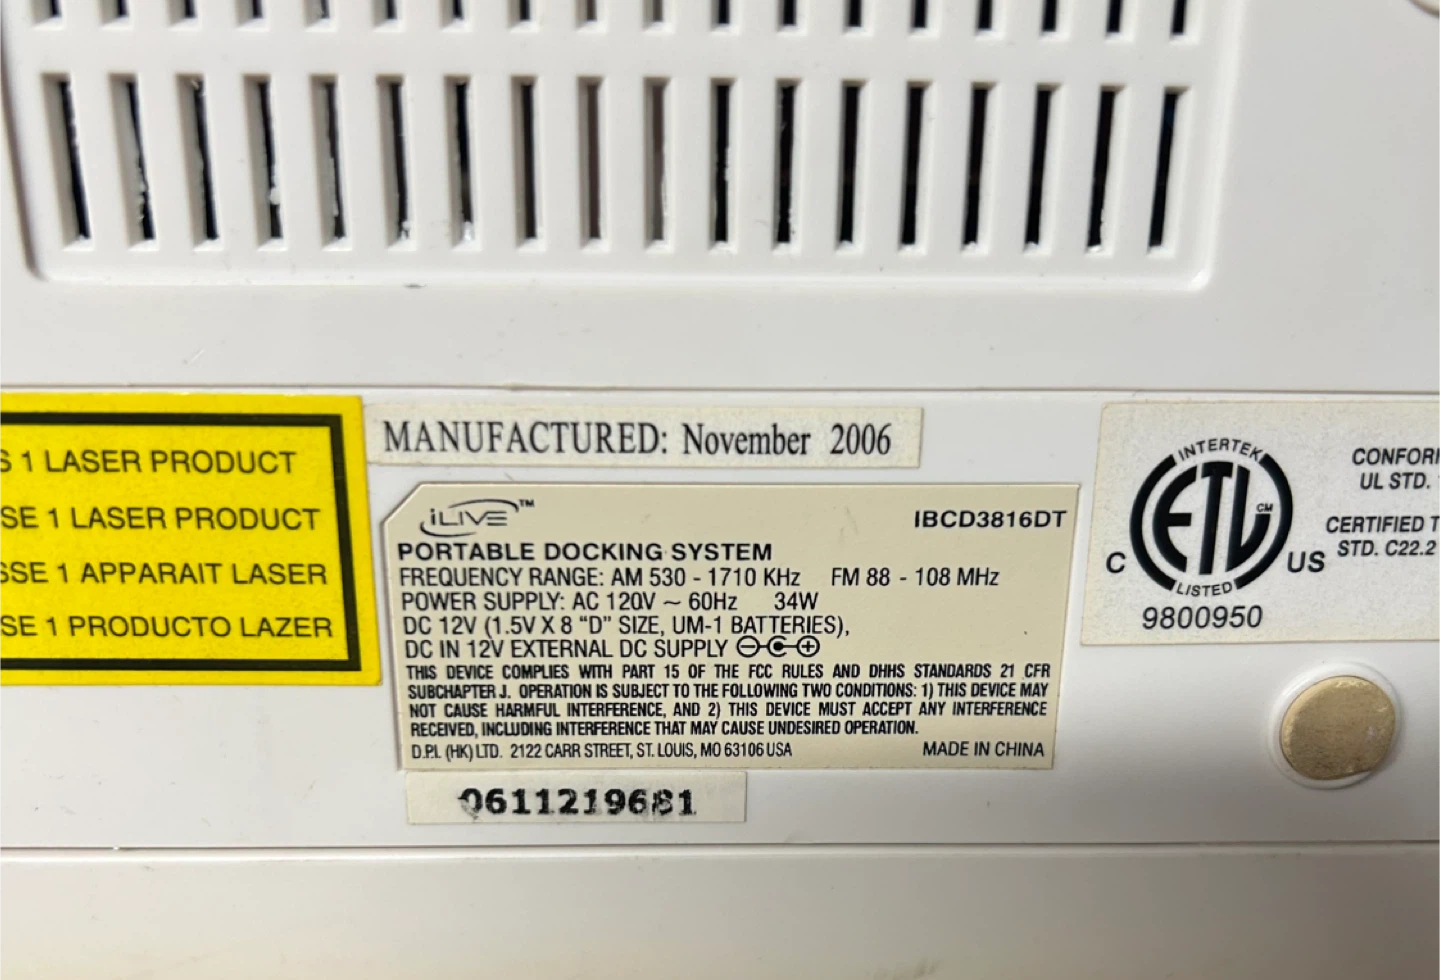 S 1 LASER PRODUCT
SE 1 LASER PRODUCT
SSE 1 APPARAIT LASER
SE 1 PRODUCTO LAZER
MANUFACTURED: November 2006
iLIVE™
IBCD3816DT
PORTABLE DOCKING SYSTEM
FREQUENCY RANGE: AM 530 - 1710 KHz FM 88 - 108 MHz
POWER SUPPLY: AC 120V ~ 60Hz 34W
DC 12V (1.5V X 8 “D” SIZE, UM-1 BATTERIES),
DC IN 12V EXTERNAL DC SUPPLY
THIS DEVICE COMPLIES WITH PART 15 OF THE FCC RULES AND DHHS STANDARDS 21 CFR
SUBCHAPTER J. OPERATION IS SUBJECT TO THE FOLLOWING TWO CONDITIONS: 1) THIS DEVICE MAY
NOT CAUSE HARMFUL INTERFERENCE, AND 2) THIS DEVICE MUST ACCEPT ANY INTERFERENCE
RECEIVED, INCLUDING INTERFERENCE THAT MAY CAUSE UNDESIRED OPERATION.
D.P.I. (HK) LTD. 2122 CARR STREET, ST. LOUIS, MO 63106 USA MADE IN CHINA
0611219681
INTERTEK
ETL CM
C US
LISTED
9800950
CONFOR
UL STD.
CERTIFIED T
STD. C22.2